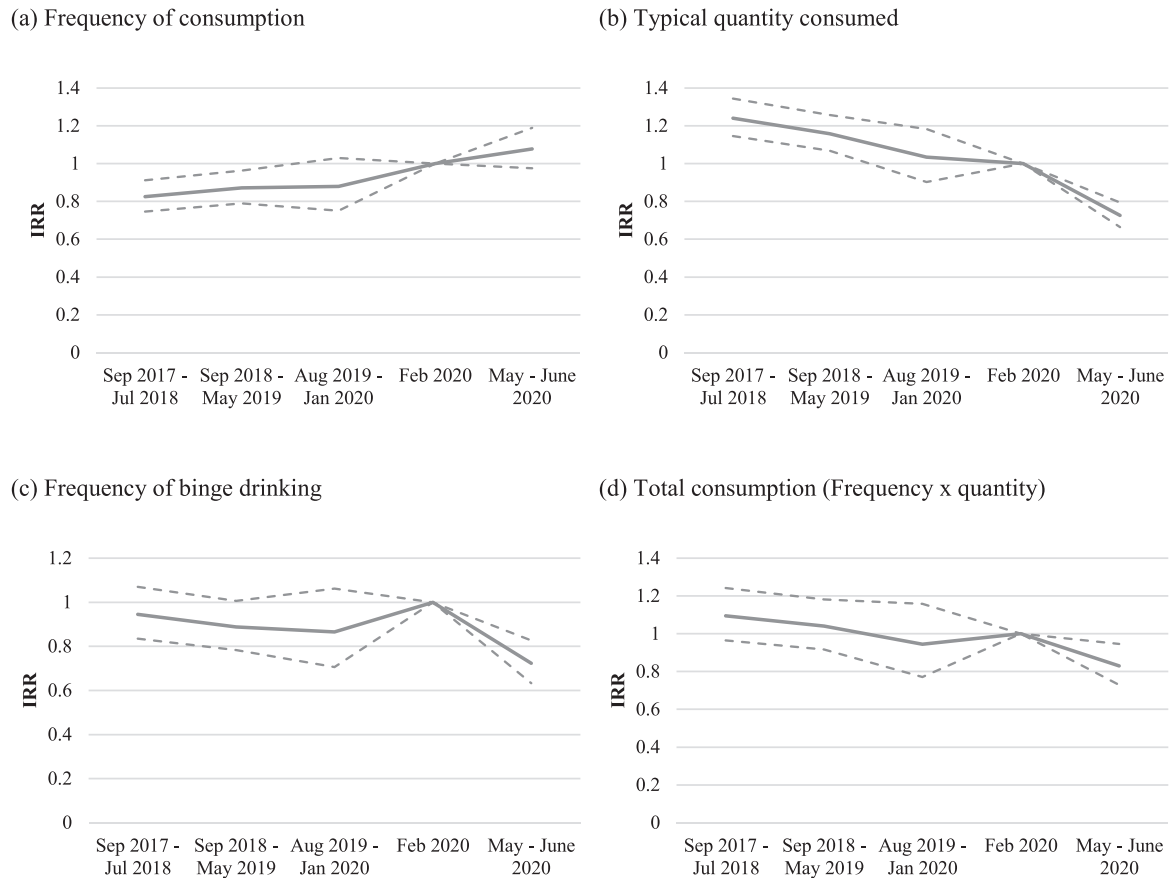 (a) Frequency of consumption
1.4
1.2
1
0.8
0.6
0.4
0.2
0
IRR
Sep 2017 - Sep 2018 - Aug 2019 - Feb 2020 May - June
Jul 2018 May 2019 Jan 2020 2020
(b) Typical quantity consumed
1.4
1.2
1
0.8
0.6
0.4
0.2
0
IRR
Sep 2017 - Sep 2018 - Aug 2019 - Feb 2020 May - June
Jul 2018 May 2019 Jan 2020 2020
(c) Frequency of binge drinking
1.2
1
0.8
0.6
0.4
0.2
0
IRR
Sep 2017 - Sep 2018 - Aug 2019 - Feb 2020 May - June
Jul 2018 May 2019 Jan 2020 2020
(d) Total consumption (Frequency x quantity)
1.4
1.2
1
0.8
0.6
0.4
0.2
0
IRR
Sep 2017 - Sep 2018 - Aug 2019 - Feb 2020 May - June
Jul 2018 May 2019 Jan 2020 2020